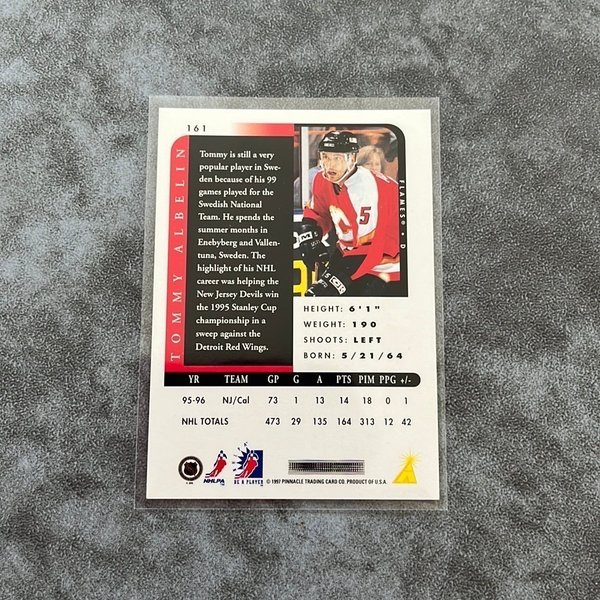 161
TOMMY ALBELIN
Tommy is still a very
popular player in Swe-
den because of his 99
games played for the
Swedish National
Team. He spends the
summer months in
Enebyberg and Vallen-
tuna, Sweden. The
highlight of his NHL
career was helping the
New Jersey Devils win
the 1995 Stanley Cup
championship in a
sweep against the
Detroit Red Wings.
5
FLAMES® • D
HEIGHT: 6'1"
WEIGHT: 190
SHOOTS: LEFT
BORN: 5/21/64
YR TEAM GP G A PTS PIM PPG +/-
95-96 NJ/Cal 73 1 13 14 18 0 1
NHL TOTALS 473 29 135 164 313 12 42
NHLPA
BE A PLAYER
© 1997 PINNACLE TRADING CARD CO. PRODUCT OF U.S.A.